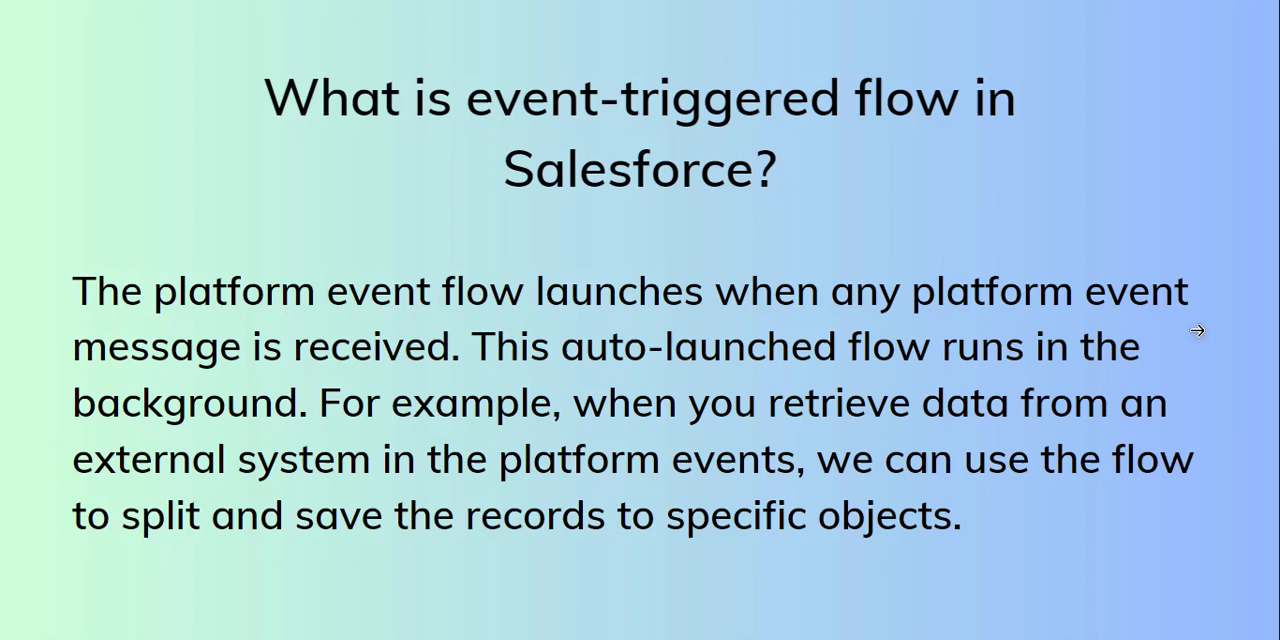 What is event-triggered flow in
Salesforce?
The platform event flow launches when any platform event
message is received. This auto-launched flow runs in the
background. For example, when you retrieve data from an
external system in the platform events, we can use the flow
to split and save the records to specific objects.